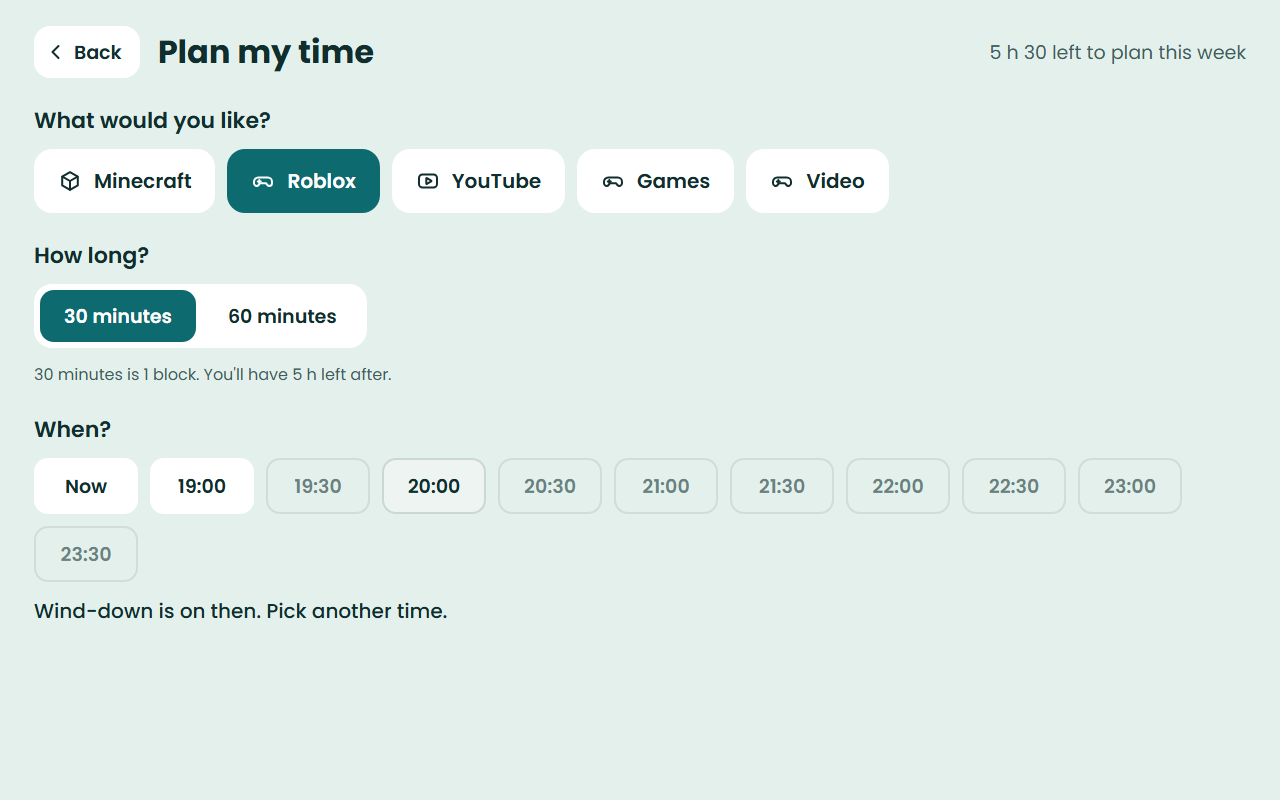 Back
Plan my time
5 h 30 left to plan this week
What would you like?
Minecraft
Roblox
YouTube
Games
Video
How long?
30 minutes
60 minutes
30 minutes is 1 block. You'll have 5 h left after.
When?
Now
19:00
19:30
20:00
20:30
21:00
21:30
22:00
22:30
23:00
23:30
Wind-down is on then. Pick another time.